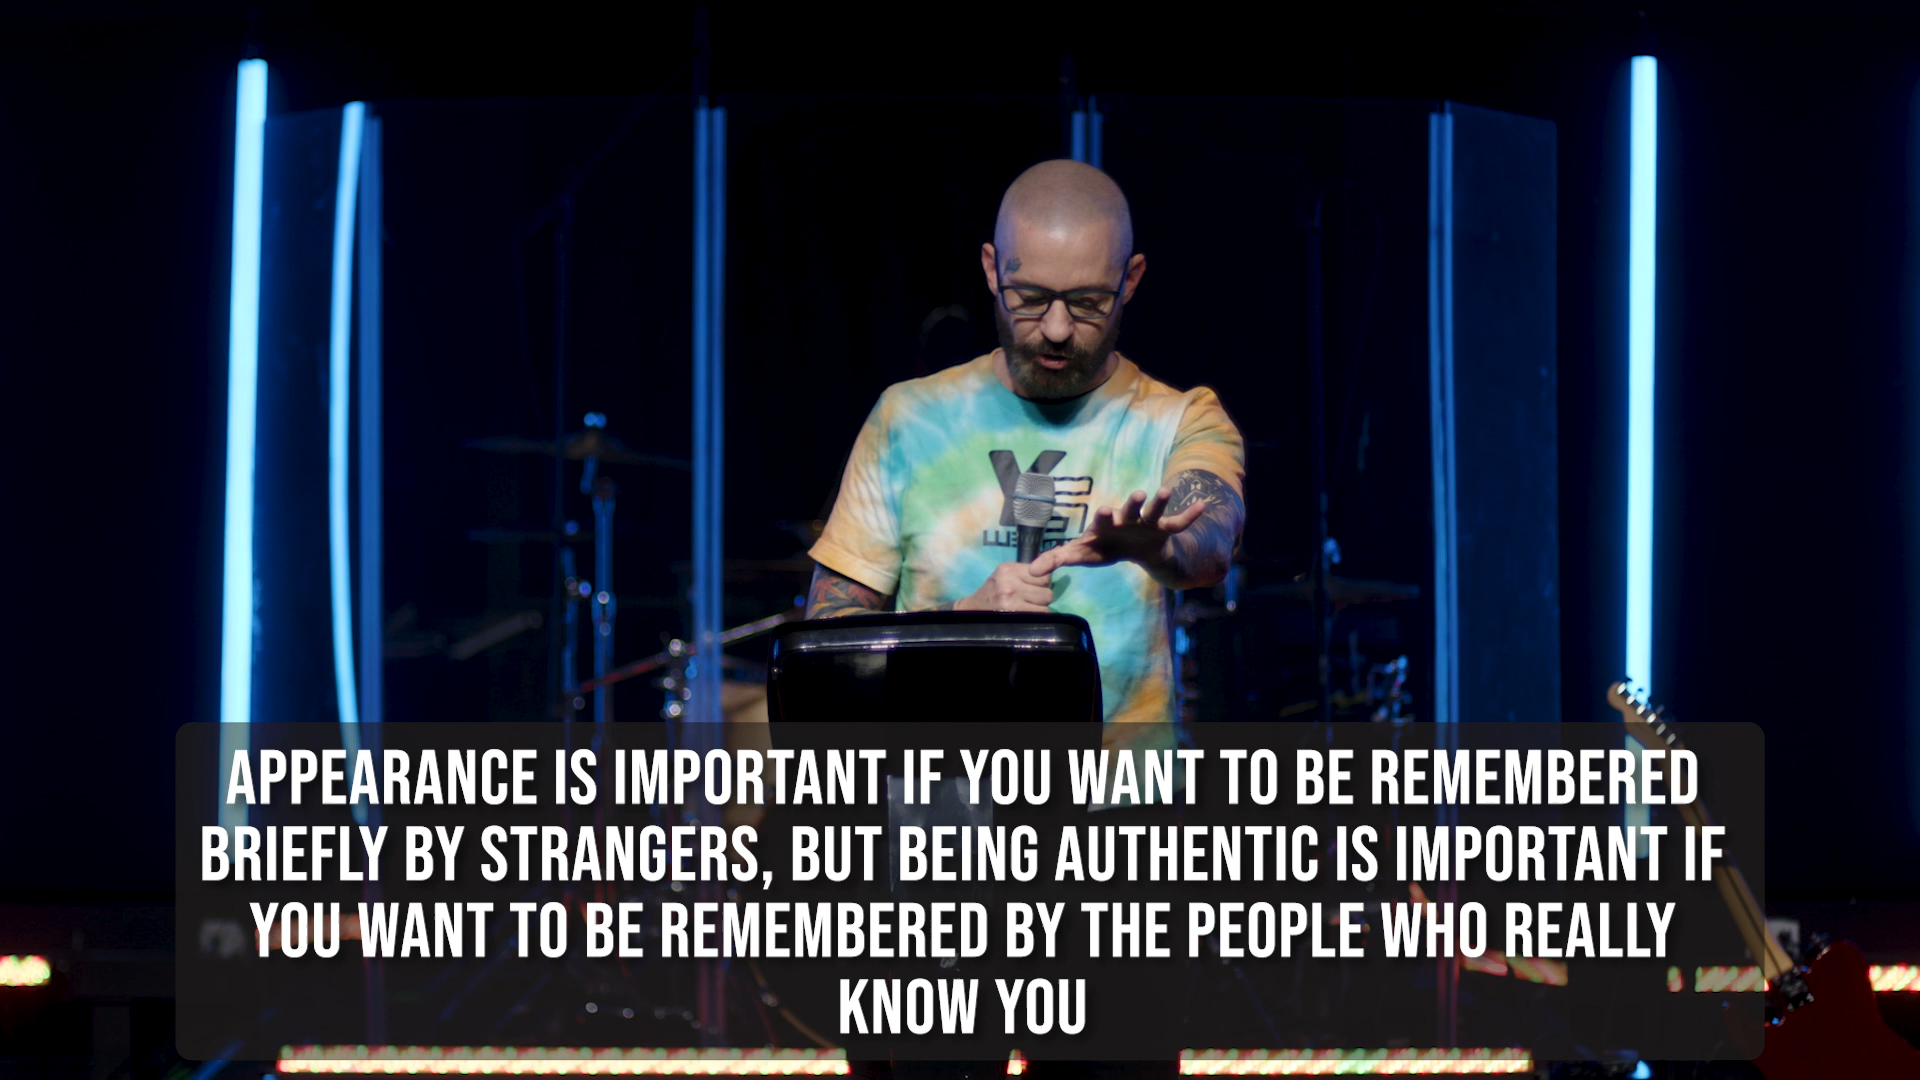 YES
APPEARANCE IS IMPORTANT IF YOU WANT TO BE REMEMBERED
BRIEFLY BY STRANGERS, BUT BEING AUTHENTIC IS IMPORTANT IF
YOU WANT TO BE REMEMBERED BY THE PEOPLE WHO REALLY
KNOW YOU